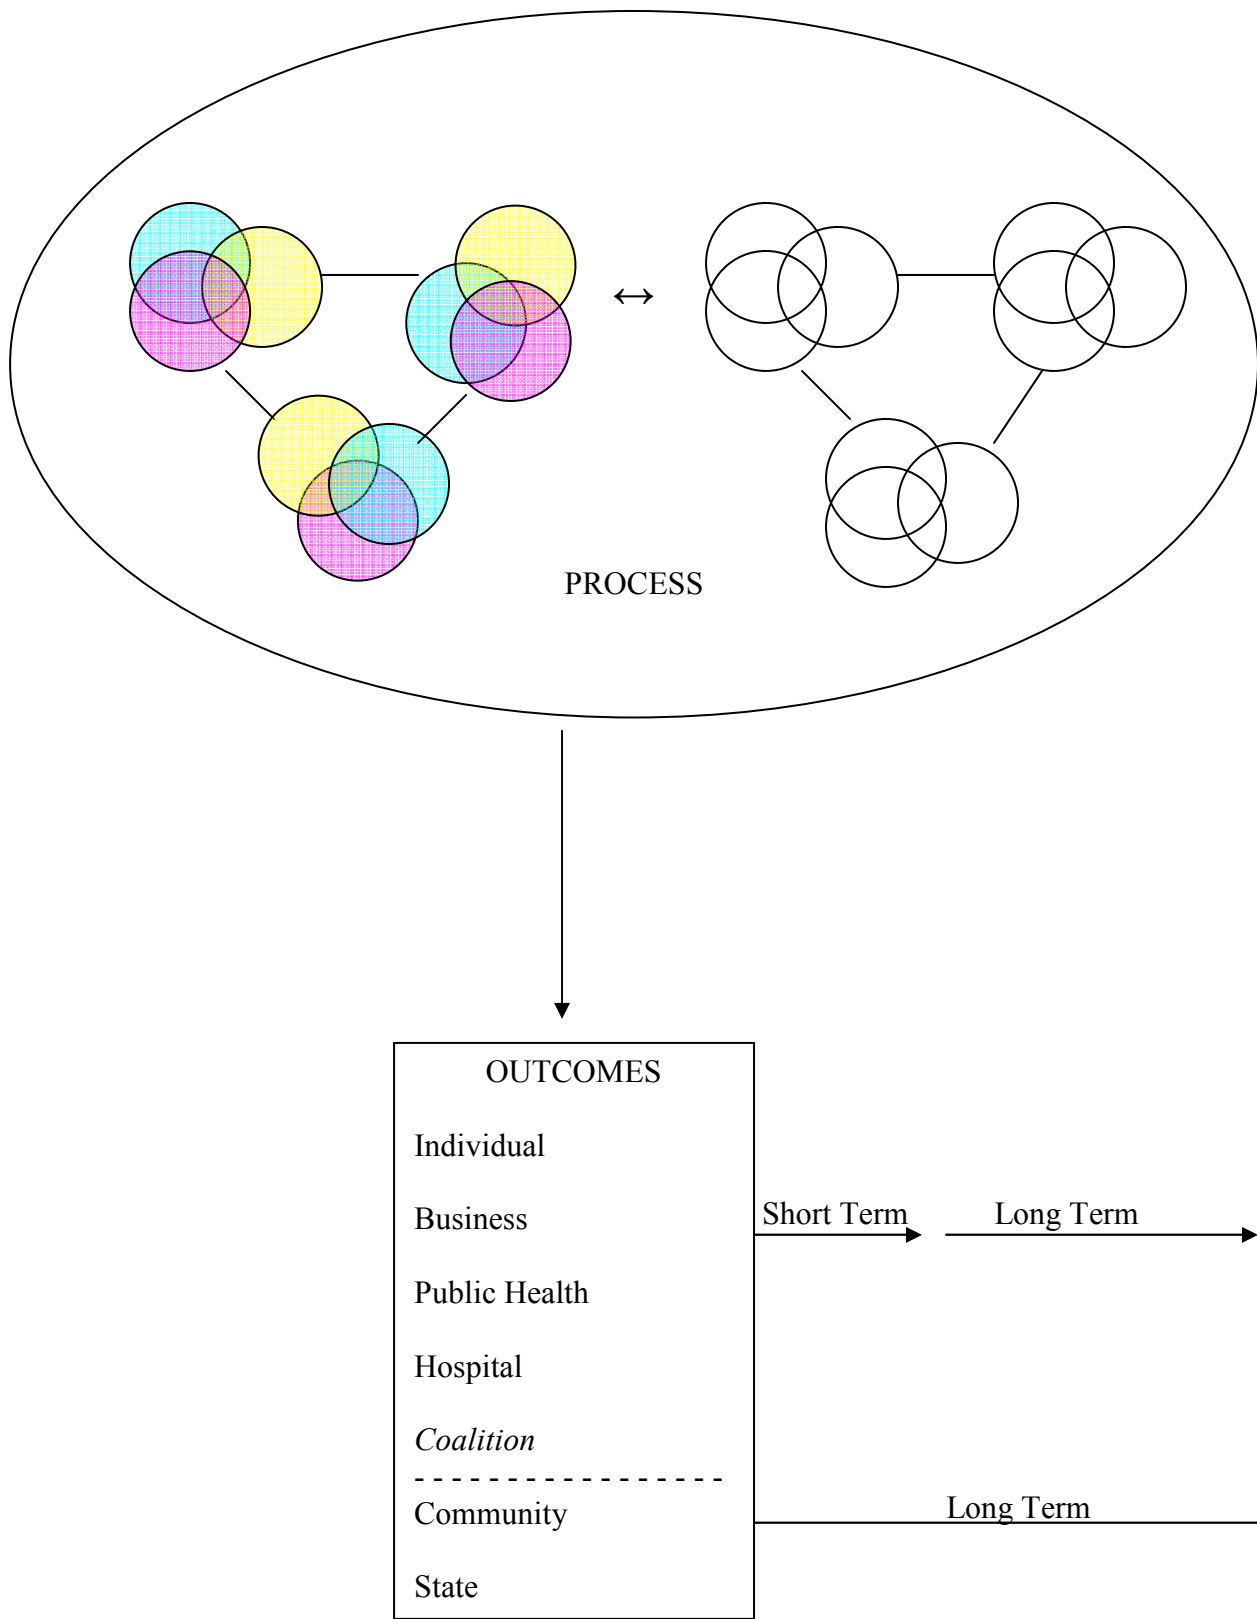 PROCESS
OUTCOMES
Individual
Business
Short Term
Long Term
Public Health
Hospital
Coalition
- - - - - - - - - - - - - - - - -
Community
Long Term
State